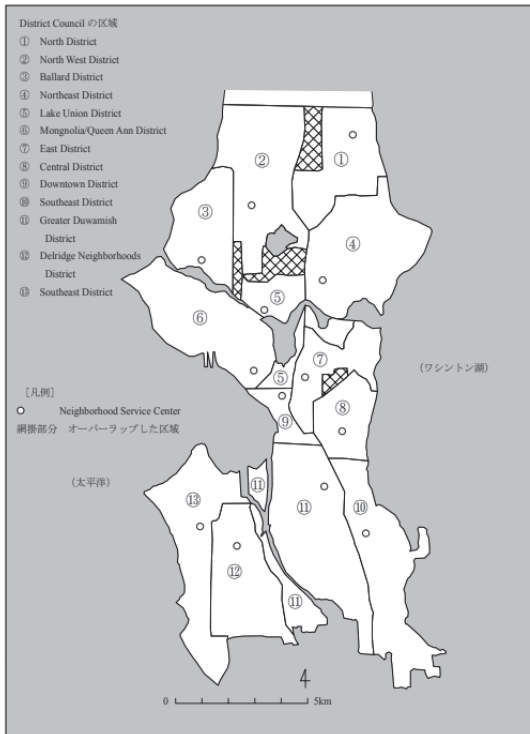 District Council の区域
① North District
② North West District
③ Ballard District
④ Northeast District
⑤ Lake Union District
⑥ Mongnolia/Queen Ann District
⑦ East District
⑧ Central District
⑨ Downtown District
⑩ Southeast District
⑪ Greater Duwamish
District
⑫ Delridge Neighborhoods
District
⑬ Southeast District
[凡例]
○ Neighborhood Service Center
網掛部分 オーバーラップした区域
①
②
③
④
⑤
⑥
⑦
(ワシントン湖)
⑤
⑧
⑨
(太平洋)
⑪
⑬
⑪
⑩
⑫
⑪
4
0
5km